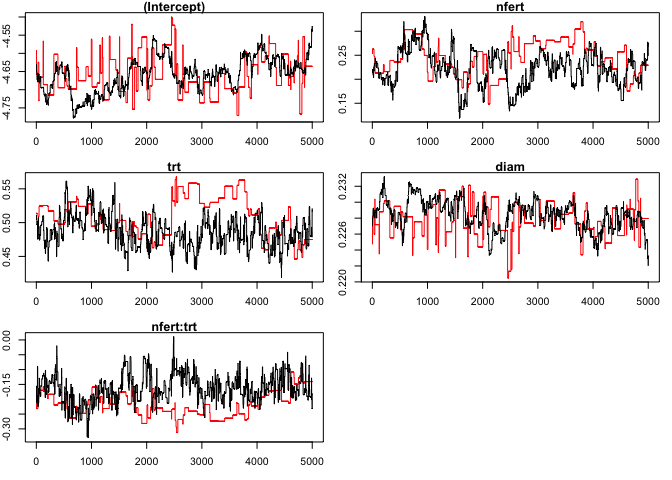 (Intercept)
-4.75 -4.65 -4.55
0 1000 2000 3000 4000 5000
nfert
0.15 0.25
0 1000 2000 3000 4000 5000
trt
0.45 0.50 0.55
0 1000 2000 3000 4000 5000
diam
0.220 0.226 0.232
0 1000 2000 3000 4000 5000
nfert:trt
-0.30 -0.15 0.00
0 1000 2000 3000 4000 5000